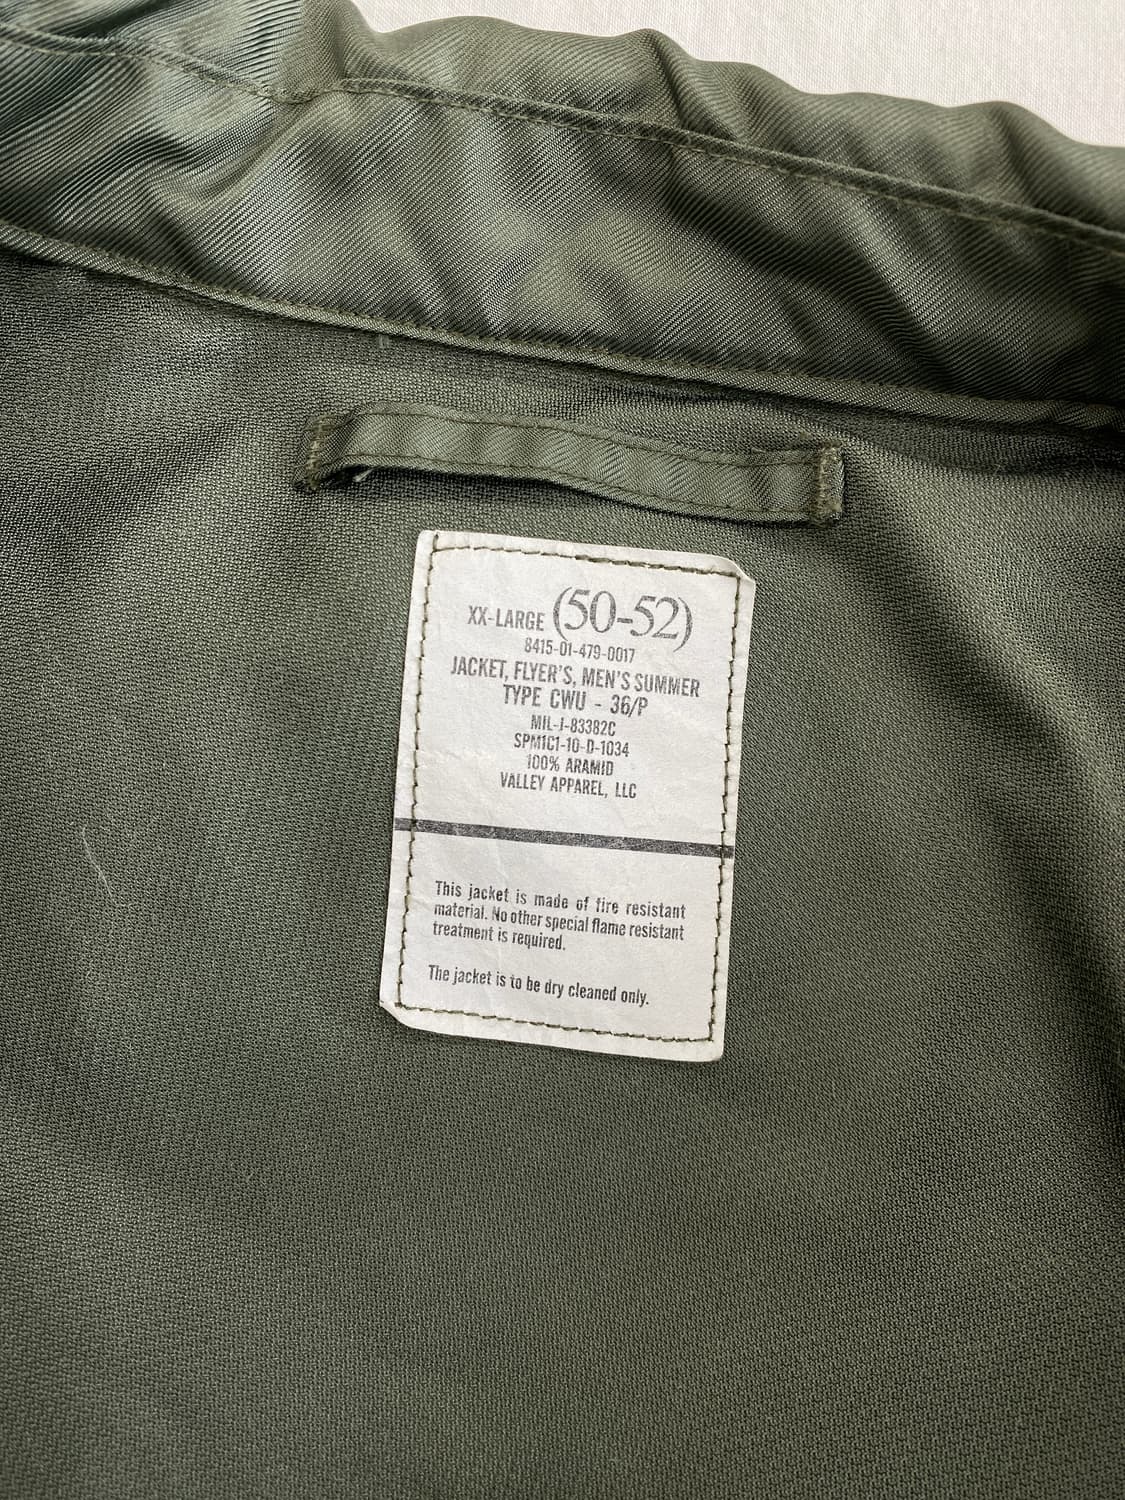 XX-LARGE (50-52)
8415-01-479-0017
JACKET, FLYER'S, MEN'S SUMMER
TYPE CWU - 36/P
MIL-J-83382C
SPM1C1-10-D-1034
100% ARAMID
VALLEY APPAREL, LLC
This jacket is made of fire resistant
material. No other special flame resistant
treatment is required.
The jacket is to be dry cleaned only.